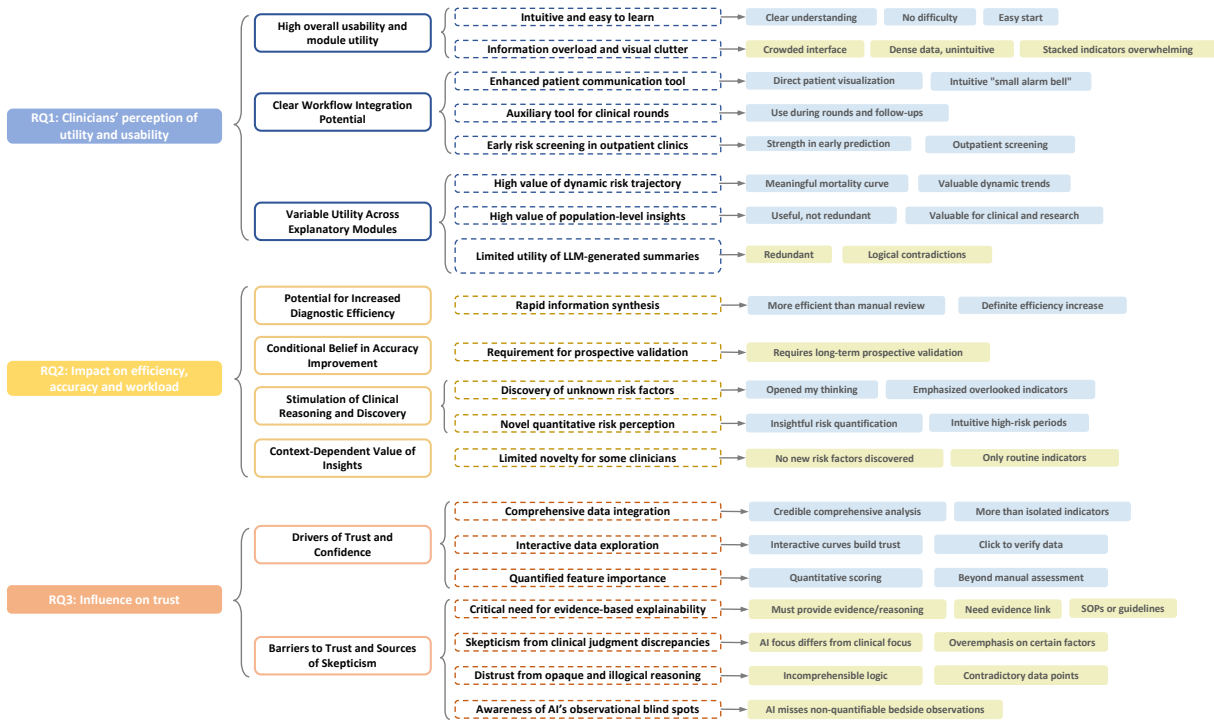 RQ1: Clinicians' perception of
utility and usability
High overall usability and
module utility
Intuitive and easy to learn
Clear understanding
No difficulty
Easy start
Information overload and visual clutter
Crowded interface
Dense data, unintuitive
Stacked indicators overwhelming
Clear Workflow Integration
Potential
Enhanced patient communication tool
Direct patient visualization
Intuitive "small alarm bell"
Auxiliary tool for clinical rounds
Use during rounds and follow-ups
Early risk screening in outpatient clinics
Strength in early prediction
Outpatient screening
Variable Utility Across
Explanatory Modules
High value of dynamic risk trajectory
Meaningful mortality curve
Valuable dynamic trends
High value of population-level insights
Useful, not redundant
Valuable for clinical and research
Limited utility of LLM-generated summaries
Redundant
Logical contradictions
RQ2: Impact on efficiency,
accuracy and workload
Potential for Increased
Diagnostic Efficiency
Rapid information synthesis
More efficient than manual review
Definite efficiency increase
Conditional Belief in Accuracy
Improvement
Requirement for prospective validation
Requires long-term prospective validation
Stimulation of Clinical
Reasoning and Discovery
Discovery of unknown risk factors
Opened my thinking
Emphasized overlooked indicators
Novel quantitative risk perception
Insightful risk quantification
Intuitive high-risk periods
Context-Dependent Value of
Insights
Limited novelty for some clinicians
No new risk factors discovered
Only routine indicators
RQ3: Influence on trust
Drivers of Trust and
Confidence
Comprehensive data integration
Credible comprehensive analysis
More than isolated indicators
Interactive data exploration
Interactive curves build trust
Click to verify data
Quantified feature importance
Quantitative scoring
Beyond manual assessment
Barriers to Trust and Sources
of Skepticism
Critical need for evidence-based explainability
Must provide evidence/reasoning
Need evidence link
SOPs or guidelines
Skepticism from clinical judgment discrepancies
AI focus differs from clinical focus
Overemphasis on certain factors
Distrust from opaque and illogical reasoning
Incomprehensible logic
Contradictory data points
Awareness of AI's observational blind spots
AI misses non-quantifiable bedside observations